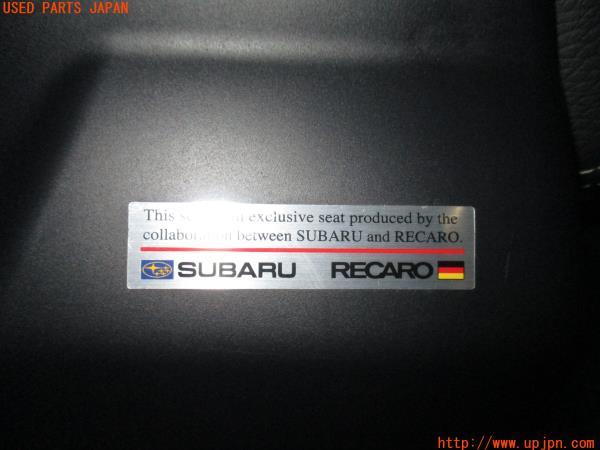 USED PARTS JAPAN
This exclusive seat produced by the
collaboration between SUBARU and RECARO.
SUBARU RECARO
http://www.upjpn.com